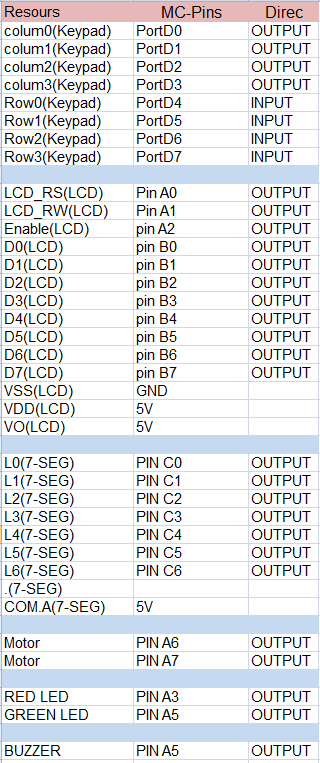 Resours MC-Pins Direc
colum0(Keypad) PortD0 OUTPUT
colum1(Keypad) PortD1 OUTPUT
colum2(Keypad) PortD2 OUTPUT
colum3(Keypad) PortD3 OUTPUT
Row0(Keypad) PortD4 INPUT
Row1(Keypad) PortD5 INPUT
Row2(Keypad) PortD6 INPUT
Row3(Keypad) PortD7 INPUT
LCD_RS(LCD) Pin A0 OUTPUT
LCD_RW(LCD) Pin A1 OUTPUT
Enable(LCD) pin A2 OUTPUT
D0(LCD) pin B0 OUTPUT
D1(LCD) pin B1 OUTPUT
D2(LCD) pin B2 OUTPUT
D3(LCD) pin B3 OUTPUT
D4(LCD) pin B4 OUTPUT
D5(LCD) pin B5 OUTPUT
D6(LCD) pin B6 OUTPUT
D7(LCD) pin B7 OUTPUT
VSS(LCD) GND
VDD(LCD) 5V
VO(LCD) 5V
L0(7-SEG) PIN C0 OUTPUT
L1(7-SEG) PIN C1 OUTPUT
L2(7-SEG) PIN C2 OUTPUT
L3(7-SEG) PIN C3 OUTPUT
L4(7-SEG) PIN C4 OUTPUT
L5(7-SEG) PIN C5 OUTPUT
L6(7-SEG) PIN C6 OUTPUT
.(7-SEG)
COM.A(7-SEG) 5V
Motor PIN A6 OUTPUT
Motor PIN A7 OUTPUT
RED LED PIN A3 OUTPUT
GREEN LED PIN A5 OUTPUT
BUZZER PIN A5 OUTPUT